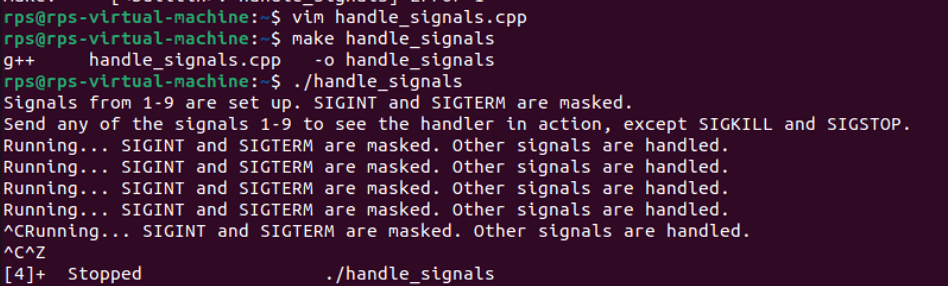 rps@rps-virtual-machine:~$ vim handle_signals.cpp
rps@rps-virtual-machine:~$ make handle_signals
g++     handle_signals.cpp   -o handle_signals
rps@rps-virtual-machine:~$ ./handle_signals
Signals from 1-9 are set up. SIGINT and SIGTERM are masked.
Send any of the signals 1-9 to see the handler in action, except SIGKILL and SIGSTOP.
Running... SIGINT and SIGTERM are masked. Other signals are handled.
Running... SIGINT and SIGTERM are masked. Other signals are handled.
Running... SIGINT and SIGTERM are masked. Other signals are handled.
Running... SIGINT and SIGTERM are masked. Other signals are handled.
^CRunning... SIGINT and SIGTERM are masked. Other signals are handled.
^C^Z
[4]+  Stopped                 ./handle_signals